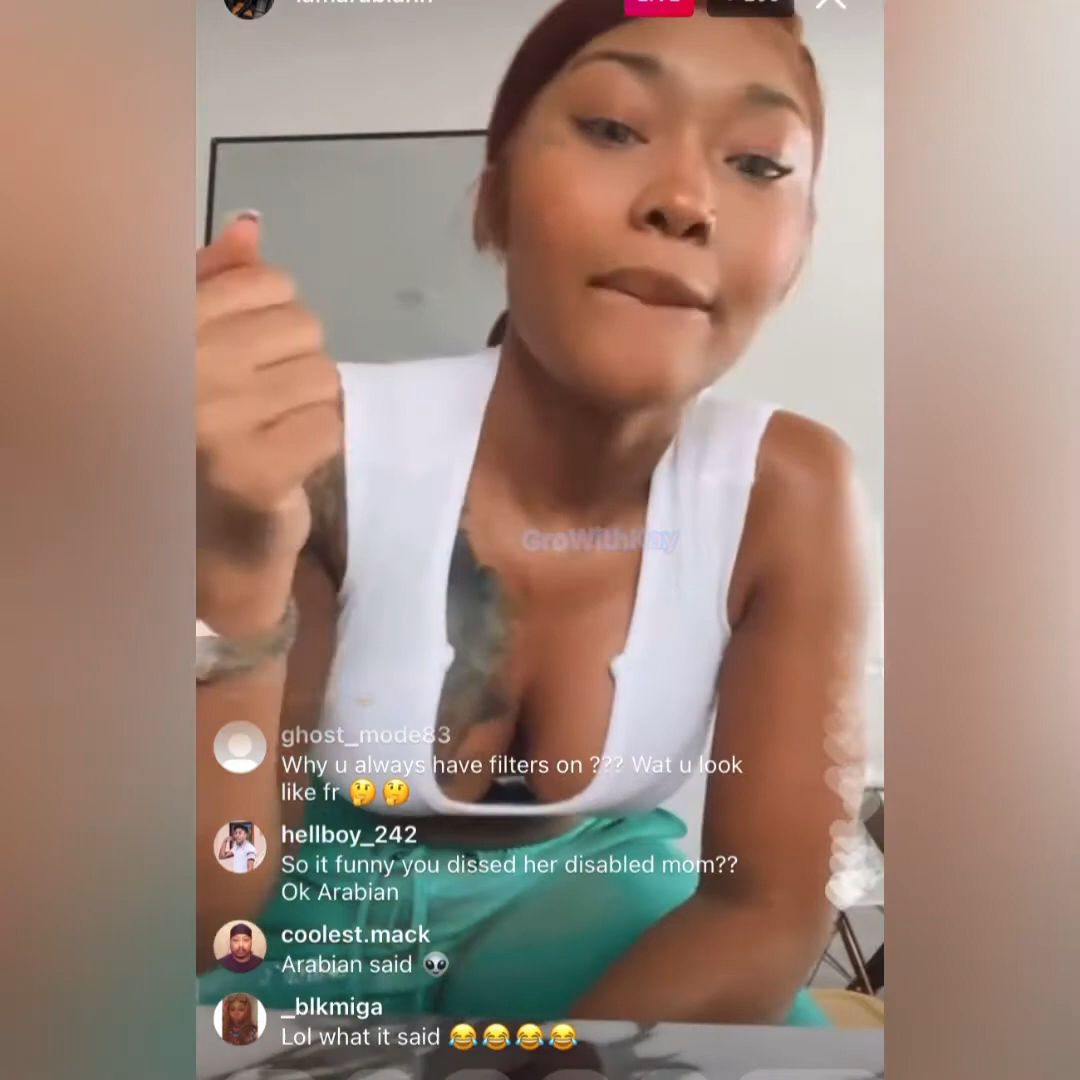 GroWithKay
ghost_mode83
Why u always have filters on ??? Wat u look
like fr 🤔🤔
hellboy_242
So it funny you dissed her disabled mom??
Ok Arabian
coolest.mack
Arabian said 👽
_blkmiga
Lol what it said 😂😂😂😂